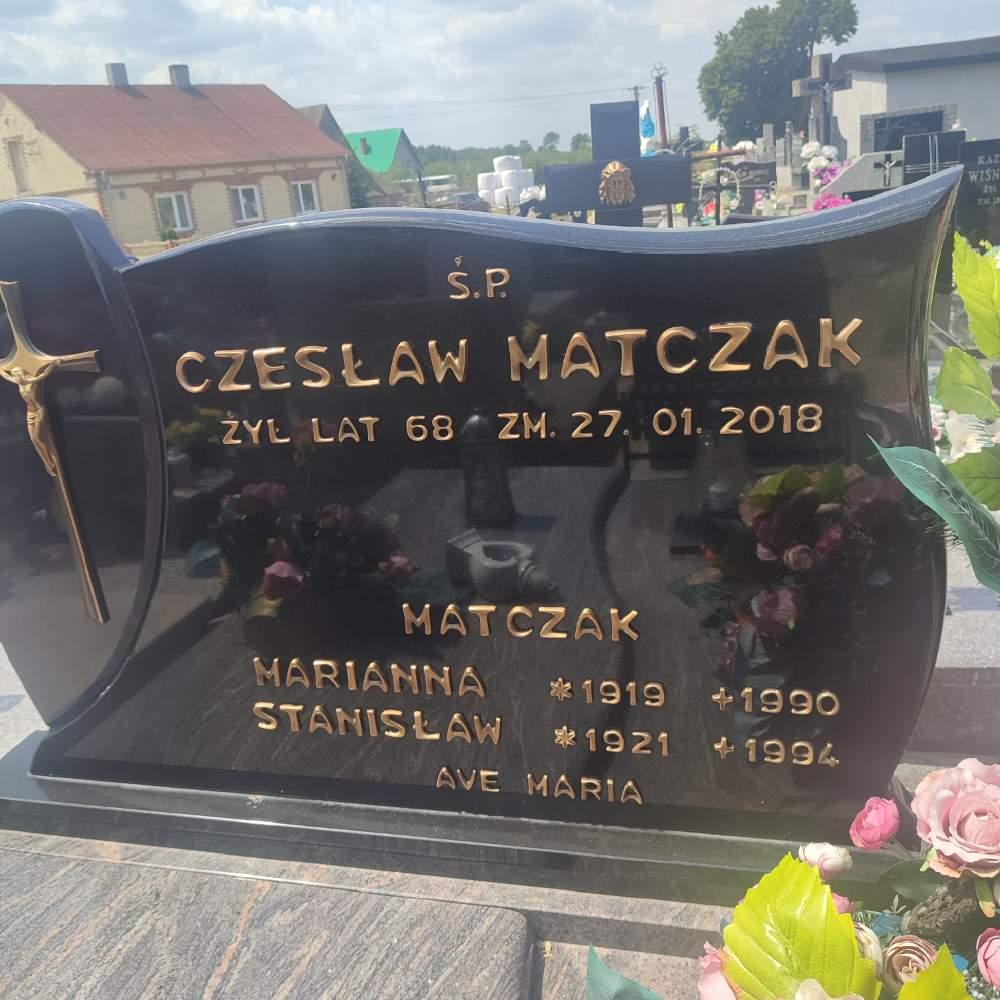 Ś.P.
CZESŁAW MATCZAK
ŻYŁ LAT 68 ZM. 27. 01. 2018
MATCZAK
MARIANNA *1919 +1990
STANISŁAW *1921 +1994
AVE MARIA